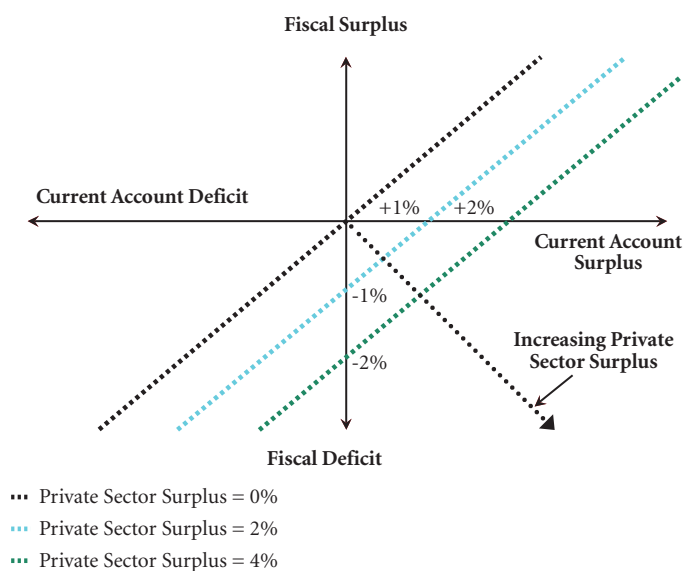 Fiscal Surplus
Current Account Deficit
+1%
+2%
Current Account
Surplus
-1%
Increasing Private
Sector Surplus
-2%
Fiscal Deficit
Private Sector Surplus = 0%
Private Sector Surplus = 2%
Private Sector Surplus = 4%